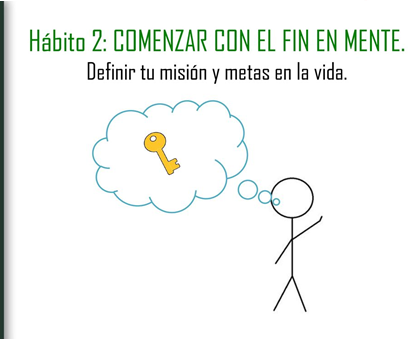 Hábito 2: COMENZAR CON EL FIN EN MENTE.
Definir tu misión y metas en la vida.